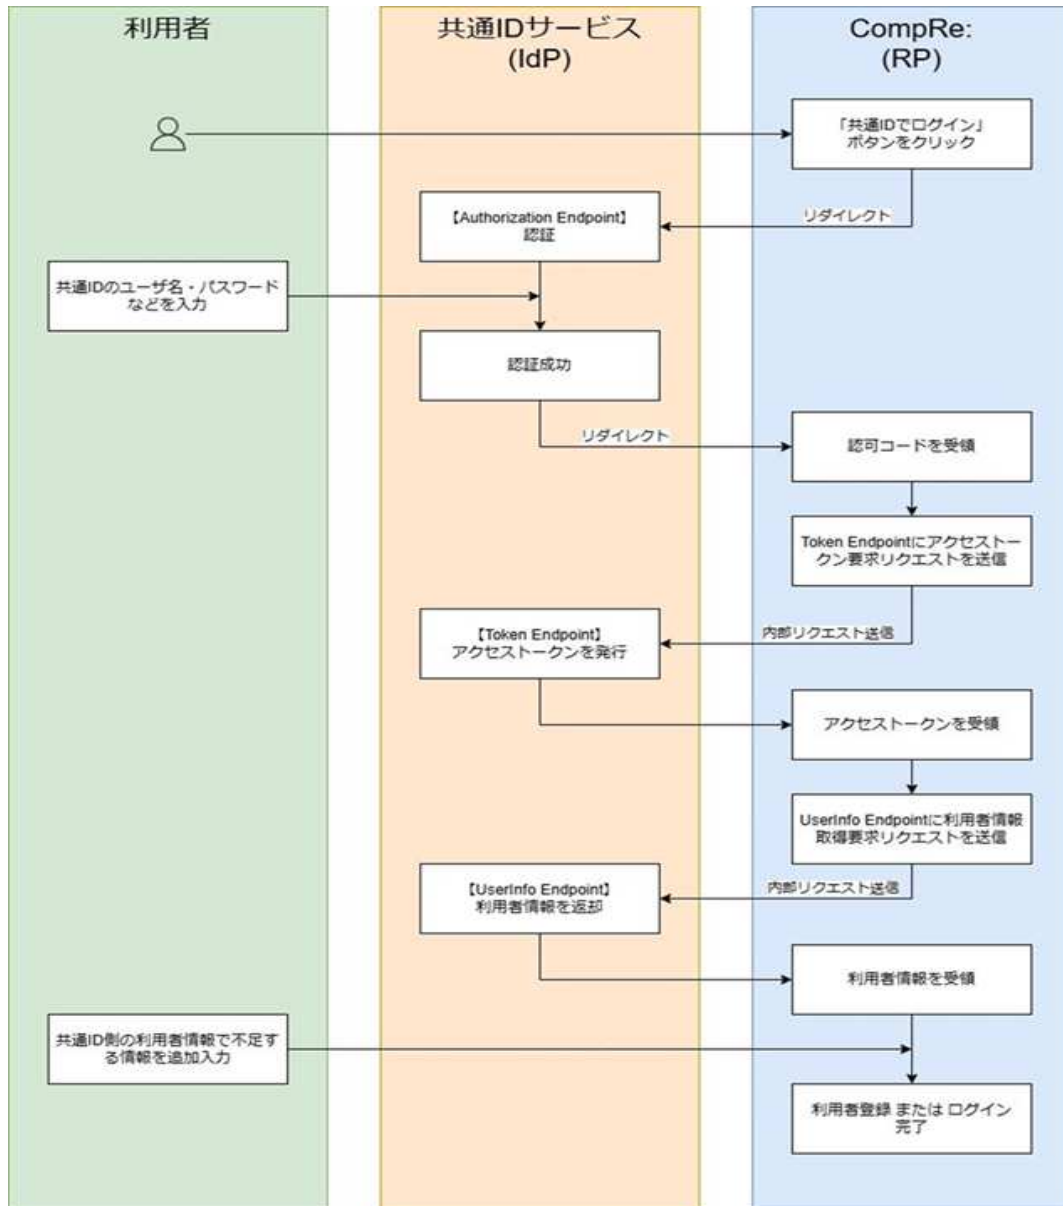 利用者
共通IDサービス
(IdP)
CompRe:
(RP)
「共通IDでログイン」
ボタンをクリック
リダイレクト
【Authorization Endpoint】
認証
共通IDのユーザ名・パスワード
などを入力
認証成功
リダイレクト
認可コードを受領
Token Endpointにアクセストー
クン要求リクエストを送信
内部リクエスト送信
【Token Endpoint】
アクセストークンを発行
アクセストークンを受領
UserInfo Endpointに利用者情報
取得要求リクエストを送信
内部リクエスト送信
【UserInfo Endpoint】
利用者情報を返却
利用者情報を受領
共通ID側の利用者情報で不足す
る情報を追加入力
利用者登録 または ログイン
完了